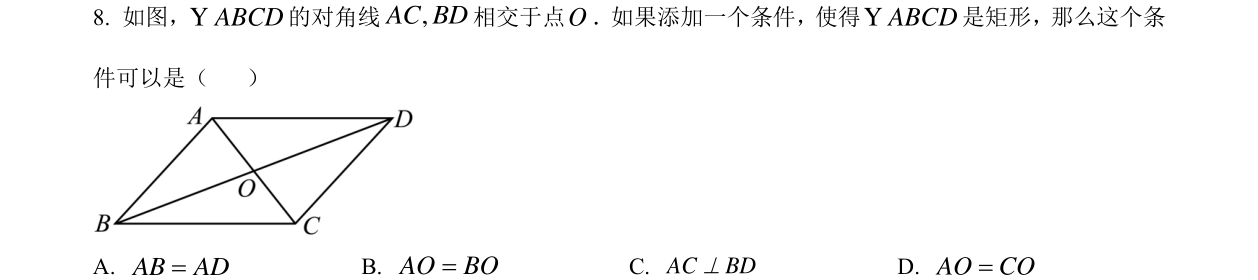 8. 如图，Y ABCD 的对角线 AC, BD 相交于点 O．如果添加一个条件，使得 Y ABCD 是矩形，那么这个条
件可以是（　　）
A
D
O
B
C
A. AB = AD B. AO = BO C. AC ⊥ BD D. AO = CO